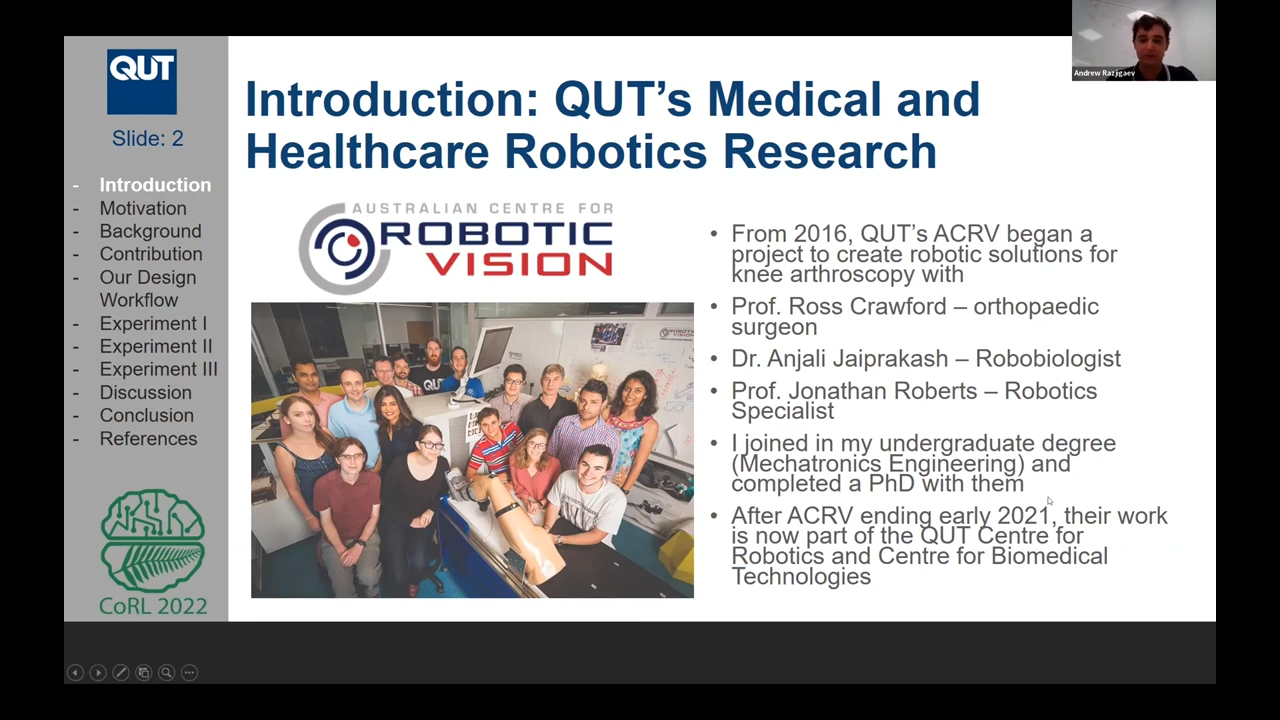 Andrew Razjigaev
QUT
Slide: 2
- Introduction
- Motivation
- Background
- Contribution
- Our Design
Workflow
- Experiment I
- Experiment II
- Experiment III
- Discussion
- Conclusion
- References
CoRL 2022
Introduction: QUT’s Medical and
Healthcare Robotics Research
AUSTRALIAN CENTRE FOR
ROBOTIC
VISION
QUT
ROBOTIC
VISION
• From 2016, QUT’s ACRV began a
project to create robotic solutions for
knee arthroscopy with
• Prof. Ross Crawford – orthopaedic
surgeon
• Dr. Anjali Jaiprakash – Robobiologist
• Prof. Jonathan Roberts – Robotics
Specialist
• I joined in my undergraduate degree
(Mechatronics Engineering) and
completed a PhD with them
• After ACRV ending early 2021, their work
is now part of the QUT Centre for
Robotics and Centre for Biomedical
Technologies